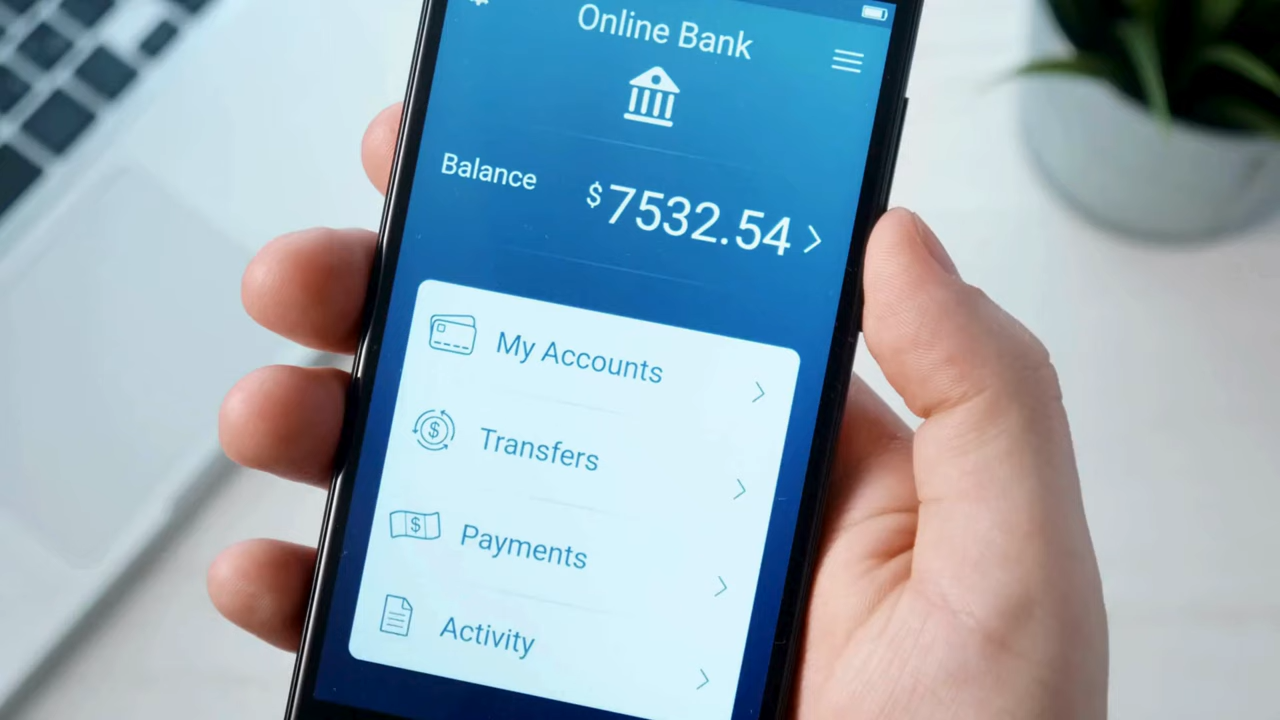 Online Bank
Balance $7532.54
My Accounts
Transfers
Payments
Activity